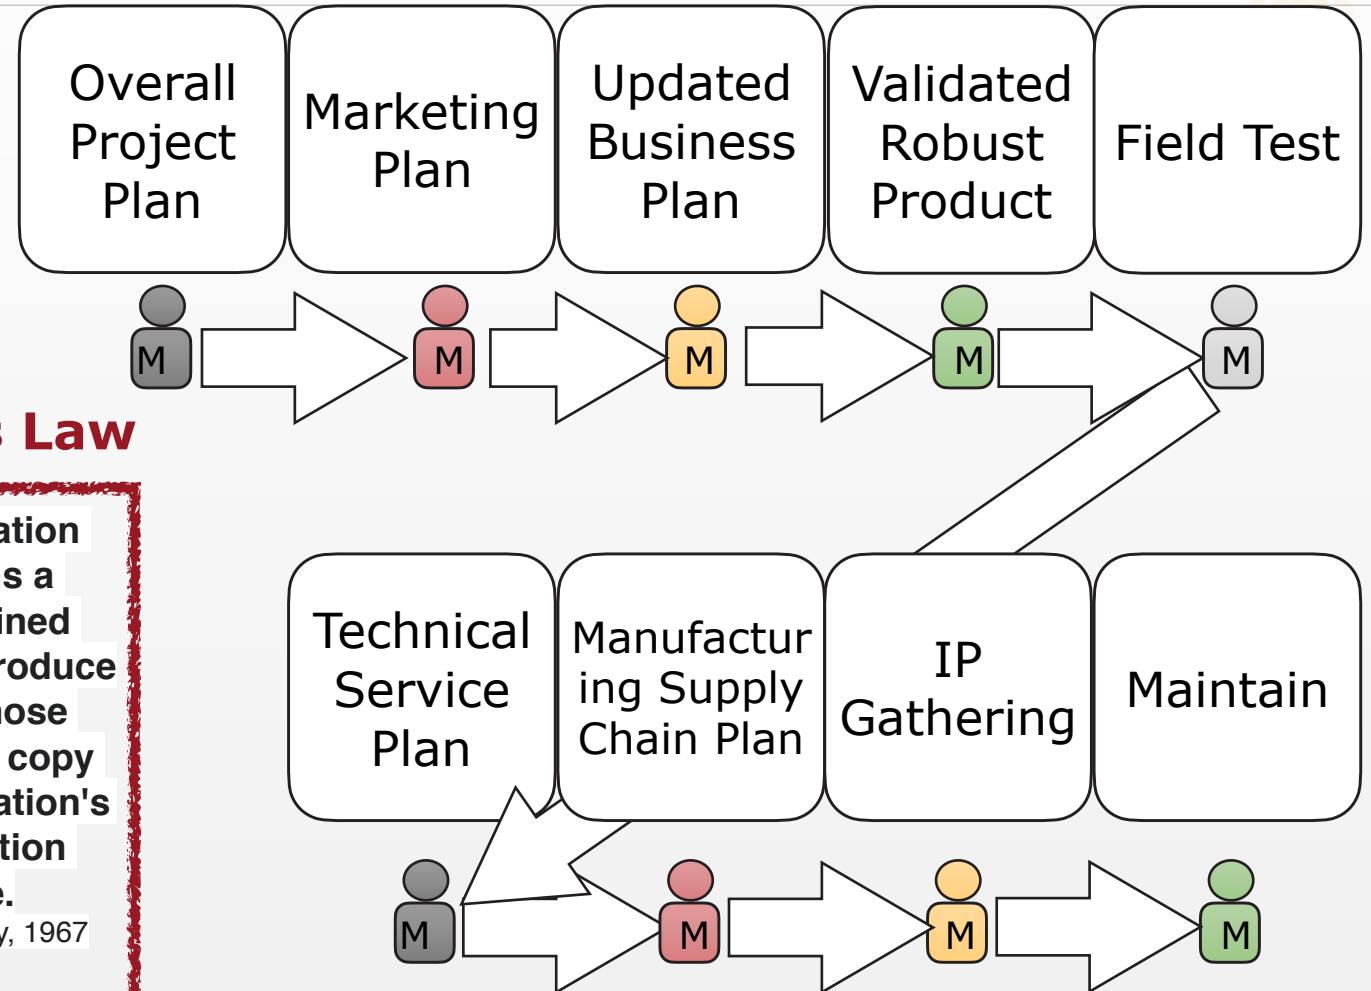 Overall
Project
Plan
Marketing
Plan
Updated
Business
Plan
Validated
Robust
Product
Field Test
M
M
M
M
M
s Law
ation
s a
ined
roduce
hose
copy
ation's
tion
e.
y, 1967
Technical
Service
Plan
Manufactur
ing Supply
Chain Plan
IP
Gathering
Maintain
M
M
M
M